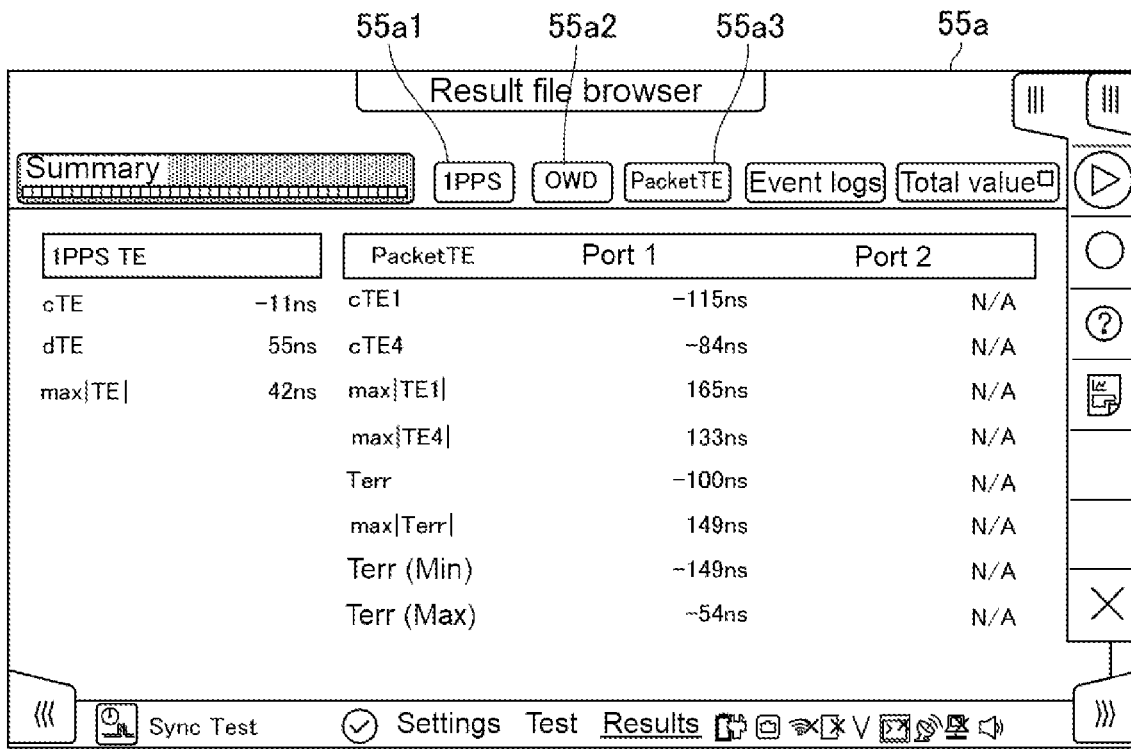 55a1 55a2 55a3 55a
Result file browser
Summary 1PPS OWD PacketTE Event logs Total value
1PPS TE PacketTE Port 1 Port 2
cTE -11ns cTE1 -115ns N/A
dTE 55ns cTE4 -84ns N/A
max|TE| 42ns max|TE1| 165ns N/A
max|TE4| 133ns N/A
Terr -100ns N/A
max|Terr| 149ns N/A
Terr (Min) -149ns N/A
Terr (Max) -54ns N/A
Sync Test Settings Test Results